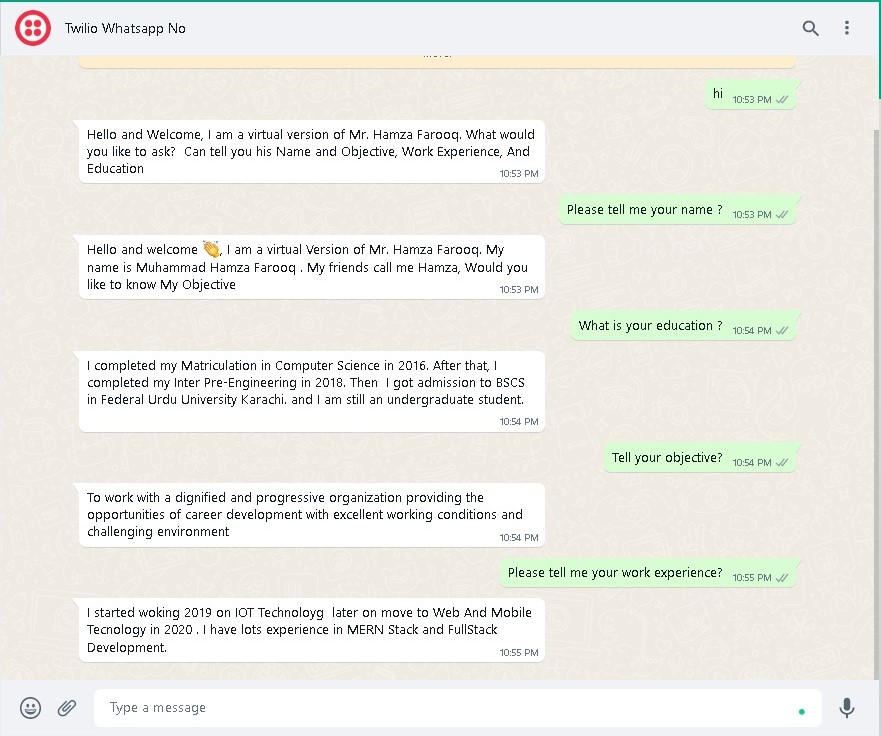 Twilio Whatsapp No
hi
10:53 PM
Hello and Welcome, I am a virtual version of Mr. Hamza Farooq. What would
you like to ask?  Can tell you his Name and Objective, Work Experience, And
Education
10:53 PM
Please tell me your name ?
10:53 PM
Hello and welcome 👏, I am a virtual Version of Mr. Hamza Farooq. My
name is Muhammad Hamza Farooq . My friends call me Hamza, Would you
like to know My Objective
10:53 PM
What is your education ?
10:54 PM
I completed my Matriculation in Computer Science in 2016. After that, I
completed my Inter Pre-Engineering in 2018. Then  I got admission to BSCS
in Federal Urdu University Karachi. and I am still an undergraduate student.
10:54 PM
Tell your objective?
10:54 PM
To work with a dignified and progressive organization providing the
opportunities of career development with excellent working conditions and
challenging environment
10:54 PM
Please tell me your work experience?
10:55 PM
I started woking 2019 on IOT Technoloyg  later on move to Web And Mobile
Tecnology in 2020 . I have lots experience in MERN Stack and FullStack
Development.
10:55 PM
Type a message